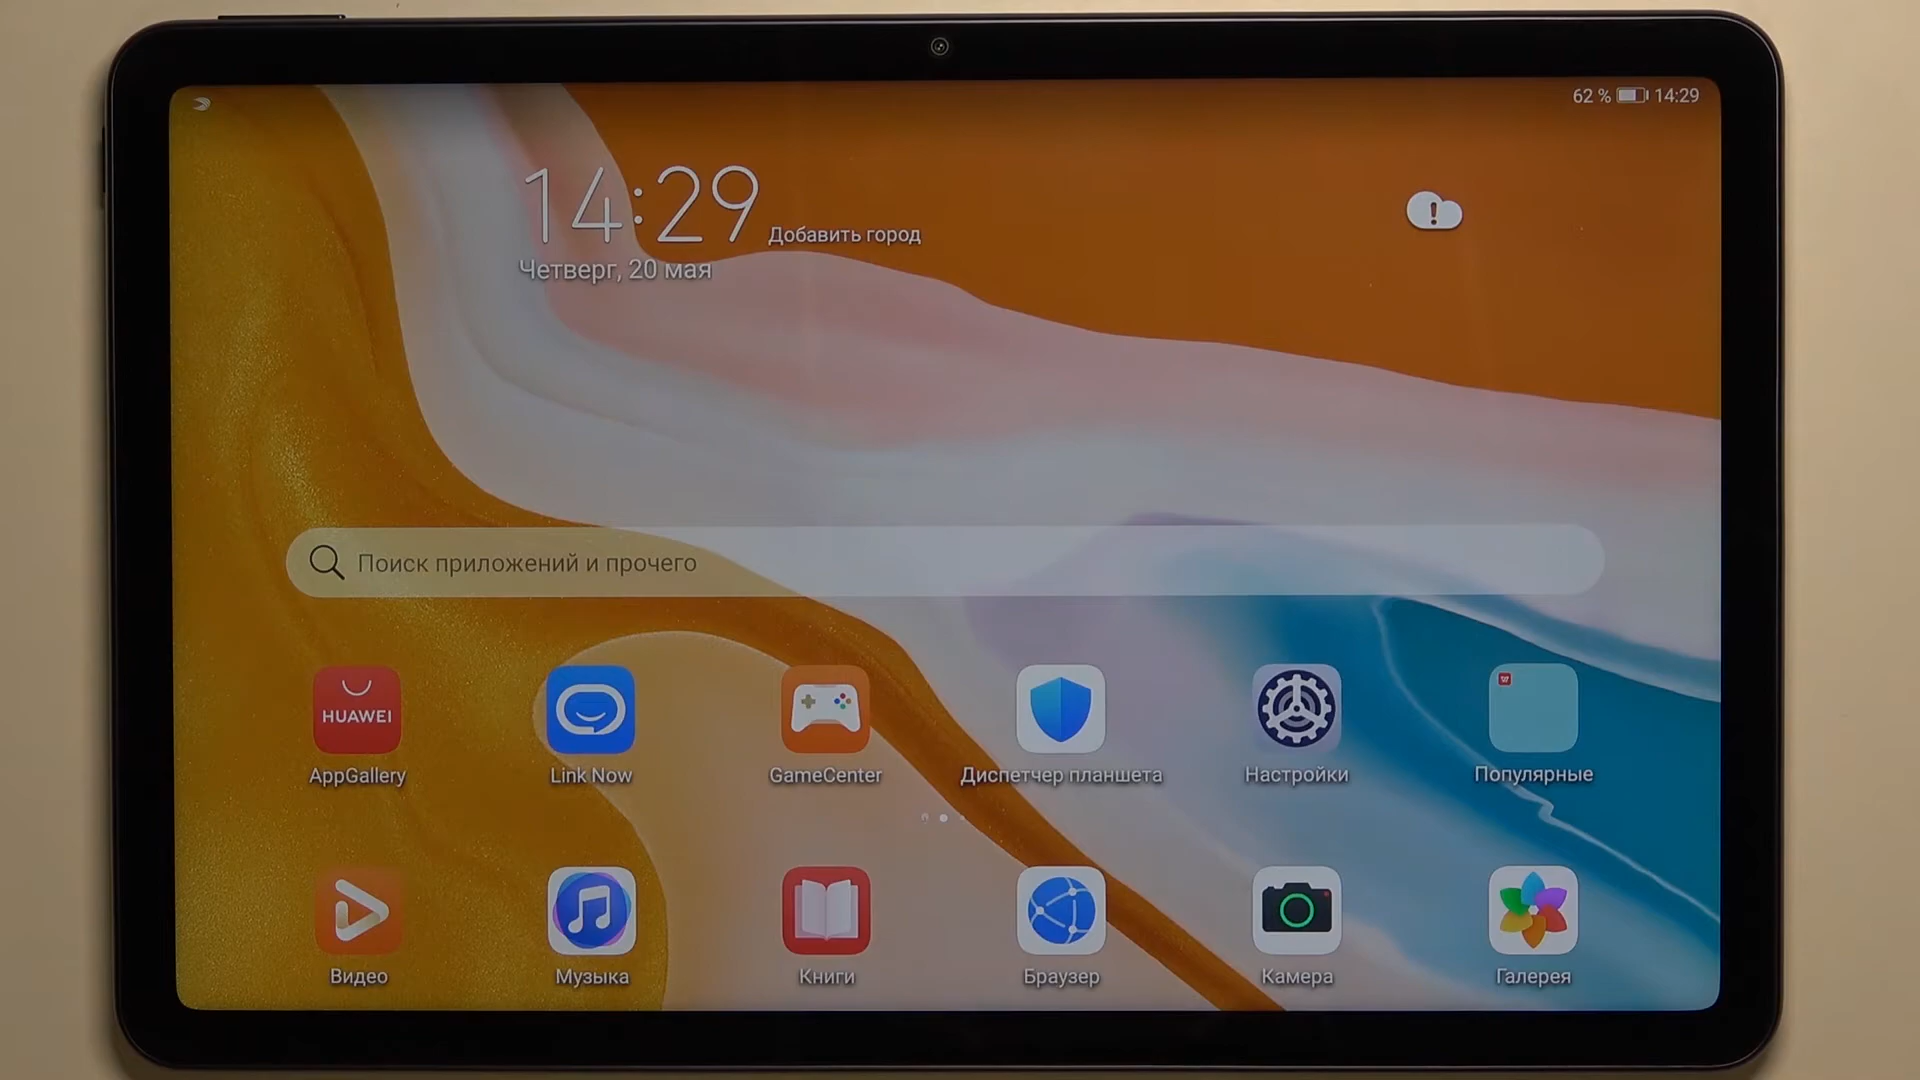 62 % 14:29
14:29 Добавить город
Четверг, 20 мая
Поиск приложений и прочего
HUAWEI
AppGallery
Link Now
GameCenter
Диспетчер планшета
Настройки
Популярные
Видео
Музыка
Книги
Браузер
Камера
Галерея